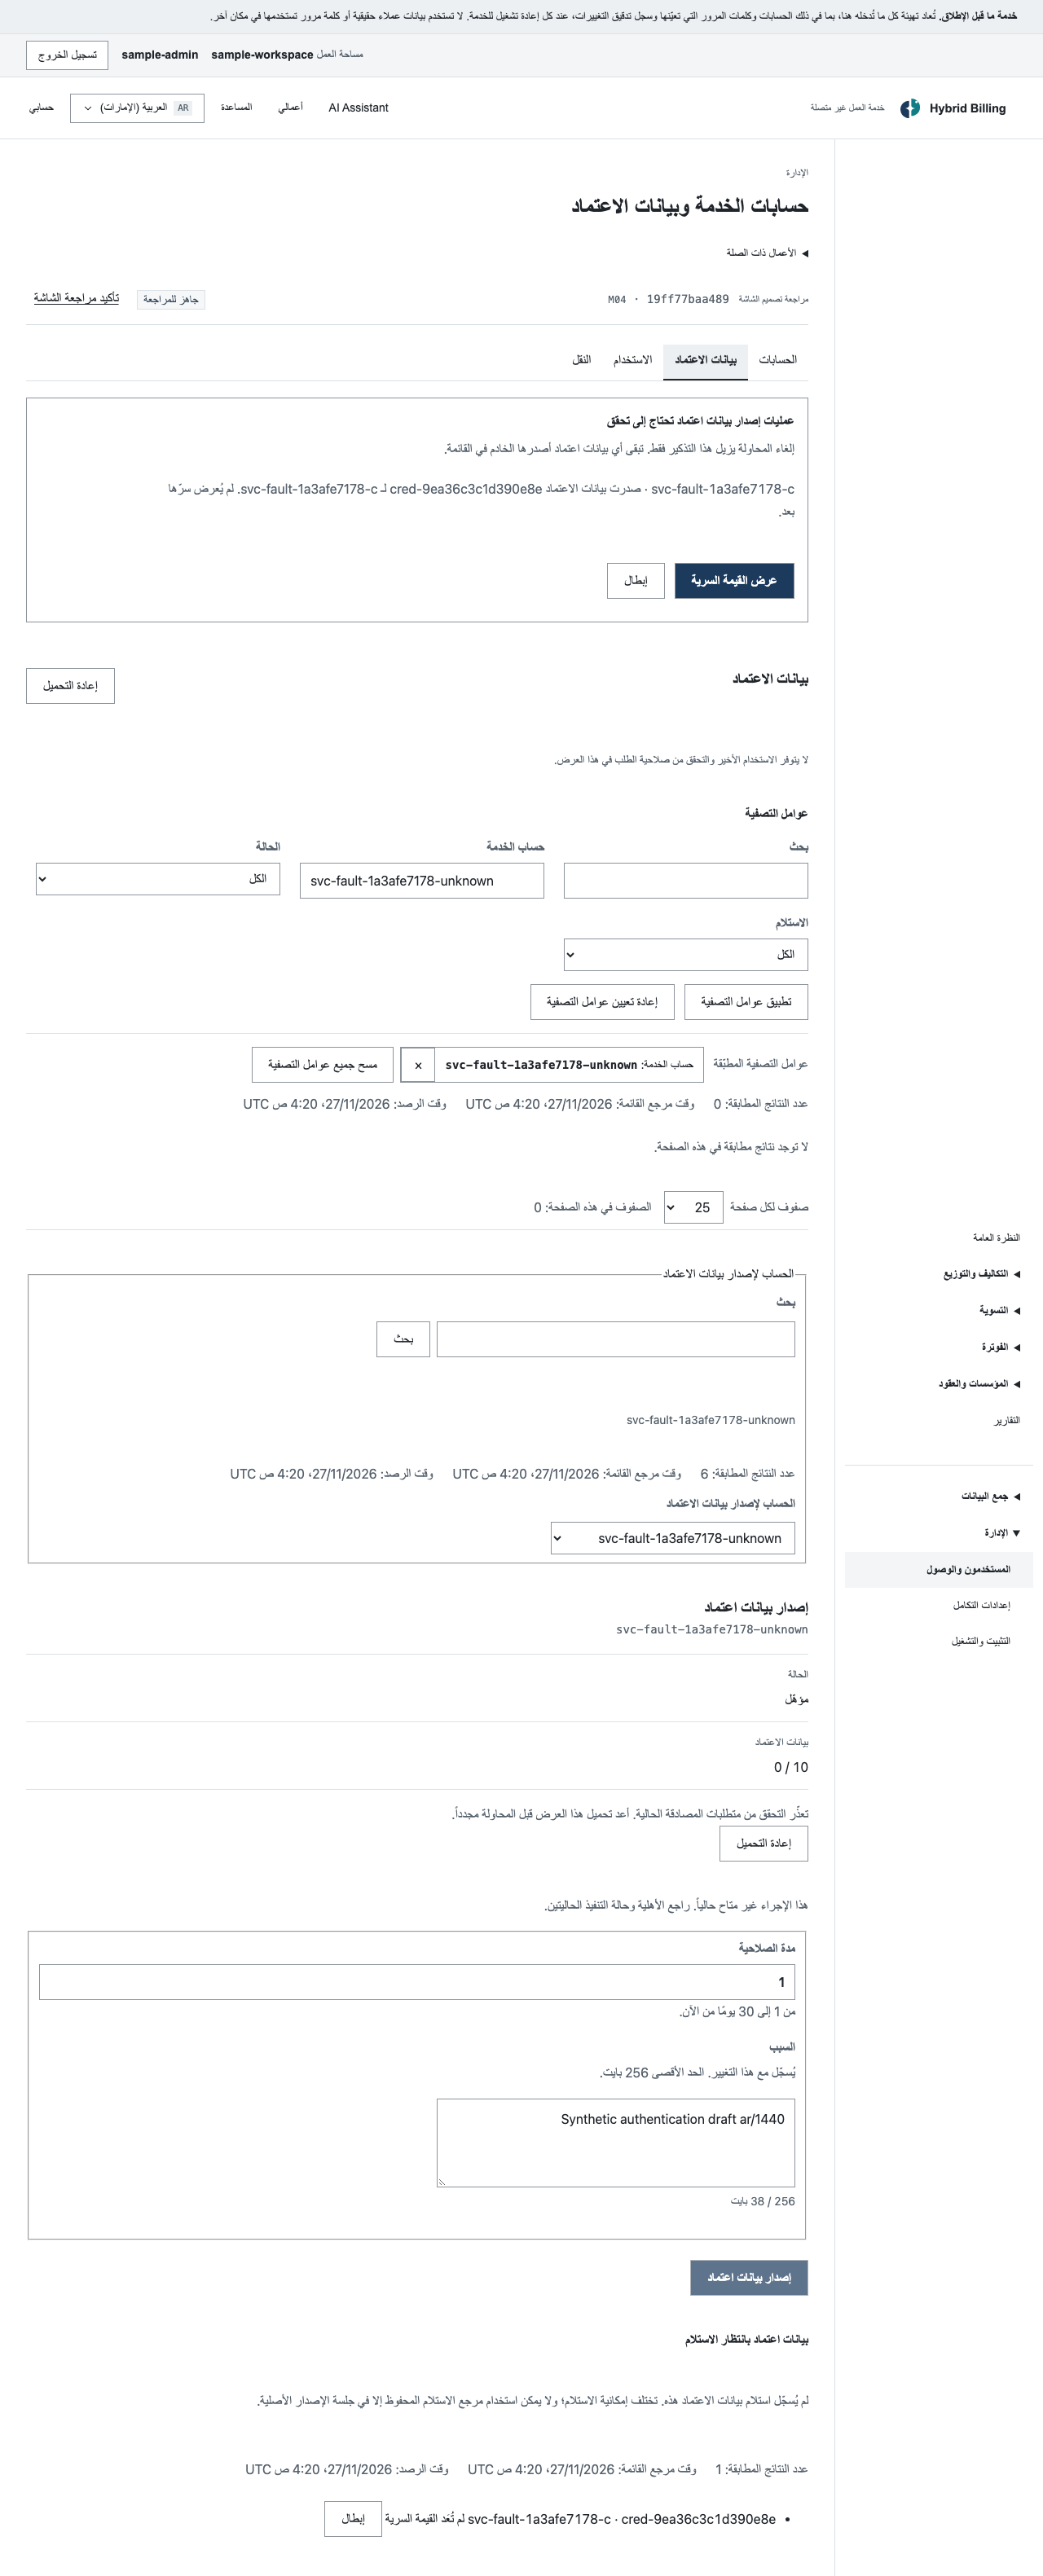 خدمة ما قبل الإطلاق. تُعاد تهيئة كل ما تُدخله هنا، بما في ذلك الحسابات وكلمات المرور التي تعيّنها وسجل تدقيق التغييرات، عند كل إعادة تشغيل للخدمة. لا تستخدم بيانات عملاء حقيقية أو كلمة مرور تستخدمها في مكان آخر.
مساحة العمل sample-workspace sample-admin تسجيل الخروج
Hybrid Billing خدمة العمل غير متصلة AI Assistant أعمالي المساعدة AR العربية (الإمارات) حسابي
الإدارة
حسابات الخدمة وبيانات الاعتماد
الأعمال ذات الصلة
مراجعة تصميم الشاشة M04 · 19ff77baa489 جاهز للمراجعة تأكيد مراجعة الشاشة
الحسابات بيانات الاعتماد الاستخدام النقل
عمليات إصدار بيانات اعتماد تحتاج إلى تحقق
إلغاء المحاولة يزيل هذا التذكير فقط. تبقى أي بيانات اعتماد أصدرها الخادم في القائمة.
svc-fault-1a3afe7178-c · صدرت بيانات الاعتماد cred-9ea36c3c1d390e8e لـ svc-fault-1a3afe7178-c. لم يُعرض سرّها
بعد.
عرض القيمة السرية إبطال
بيانات الاعتماد إعادة التحميل
لا يتوفر الاستخدام الأخير والتحقق من صلاحية الطلب في هذا العرض.
عوامل التصفية
بحث حساب الخدمة الحالة
svc-fault-1a3afe7178-unknown الكل
الاستلام
الكل
تطبيق عوامل التصفية إعادة تعيين عوامل التصفية
عوامل التصفية المطبّقة حساب الخدمة: svc-fault-1a3afe7178-unknown × مسح جميع عوامل التصفية
عدد النتائج المطابقة: 0 وقت مرجع القائمة: 27/11/2026، 4:20 ص UTC وقت الرصد: 27/11/2026، 4:20 ص UTC
لا توجد نتائج مطابقة في هذه الصفحة.
صفوف لكل صفحة 25 الصفوف في هذه الصفحة: 0
الحساب لإصدار بيانات الاعتماد
بحث
بحث
svc-fault-1a3afe7178-unknown
عدد النتائج المطابقة: 6 وقت مرجع القائمة: 27/11/2026، 4:20 ص UTC وقت الرصد: 27/11/2026، 4:20 ص UTC
الحساب لإصدار بيانات الاعتماد
svc-fault-1a3afe7178-unknown
إصدار بيانات اعتماد
svc-fault-1a3afe7178-unknown
الحالة
مؤهّل
بيانات الاعتماد
0 / 10
تعذّر التحقق من متطلبات المصادقة الحالية. أعد تحميل هذا العرض قبل المحاولة مجدداً.
إعادة التحميل
هذا الإجراء غير متاح حالياً. راجع الأهلية وحالة التنفيذ الحاليتين.
مدة الصلاحية
1
من 1 إلى 30 يومًا من الآن.
السبب
يُسجّل مع هذا التغيير. الحد الأقصى 256 بايت.
Synthetic authentication draft ar/1440
38 / 256 بايت
إصدار بيانات اعتماد
بيانات اعتماد بانتظار الاستلام
لم يُسجّل استلام بيانات الاعتماد هذه. تختلف إمكانية الاستلام؛ ولا يمكن استخدام مرجع الاستلام المحفوظ إلا في جلسة الإصدار الأصلية.
عدد النتائج المطابقة: 1 وقت مرجع القائمة: 27/11/2026، 4:20 ص UTC وقت الرصد: 27/11/2026، 4:20 ص UTC
• svc-fault-1a3afe7178-c · cred-9ea36c3c1d390e8e لم تُعَد القيمة السرية إبطال
النظرة العامة
التكاليف والتوزيع
التسوية
الفوترة
المؤسسات والعقود
التقارير
جمع البيانات
الإدارة
المستخدمون والوصول
إعدادات التكامل
التثبيت والتشغيل